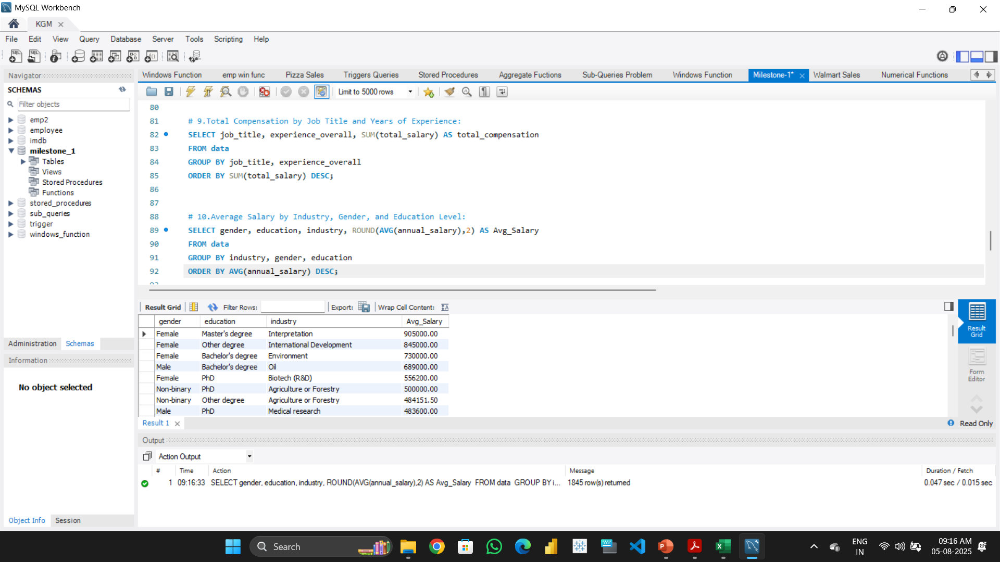 MySQL Workbench
KGM
File Edit View Query Database Server Tools Scripting Help
Navigator
SCHEMAS
Filter objects
emp2
employee
imdb
milestone_1
Tables
Views
Stored Procedures
Functions
stored_procedures
sub_queries
trigger
windows_function
Administration Schemas
Information
No object selected
Object Info Session
Windows Function emp win func Pizza Sales Triggers Queries Stored Procedures Aggregate Fuctions Sub-Queries Problem Windows Function Milestone-1* Walmart Sales Numerical Functions
Limit to 5000 rows
80
81 # 9.Total Compensation by Job Title and Years of Experience:
82 SELECT job_title, experience_overall, SUM(total_salary) AS total_compensation
83 FROM data
84 GROUP BY job_title, experience_overall
85 ORDER BY SUM(total_salary) DESC;
86
87
88 # 10.Average Salary by Industry, Gender, and Education Level:
89 SELECT gender, education, industry, ROUND(AVG(annual_salary),2) AS Avg_Salary
90 FROM data
91 GROUP BY industry, gender, education
92 ORDER BY AVG(annual_salary) DESC;
Result Grid Filter Rows: Export: Wrap Cell Content:
gender education industry Avg_Salary
Female Master's degree Interpretation 905000.00
Female Other degree International Development 845000.00
Female Bachelor's degree Environment 730000.00
Male Bachelor's degree Oil 689000.00
Female PhD Biotech (R&D) 556200.00
Non-binary PhD Agriculture or Forestry 500000.00
Non-binary Other degree Agriculture or Forestry 484151.50
Male PhD Medical research 483600.00
Result Grid
Form Editor
Result 1
Read Only
Output
Action Output
# Time Action Message Duration / Fetch
1 09:16:33 SELECT gender, education, industry, ROUND(AVG(annual_salary),2) AS Avg_Salary FROM data GROUP BY i... 1845 row(s) returned 0.047 sec / 0.015 sec
Search
ENG
IN
09:16 AM
05-08-2025